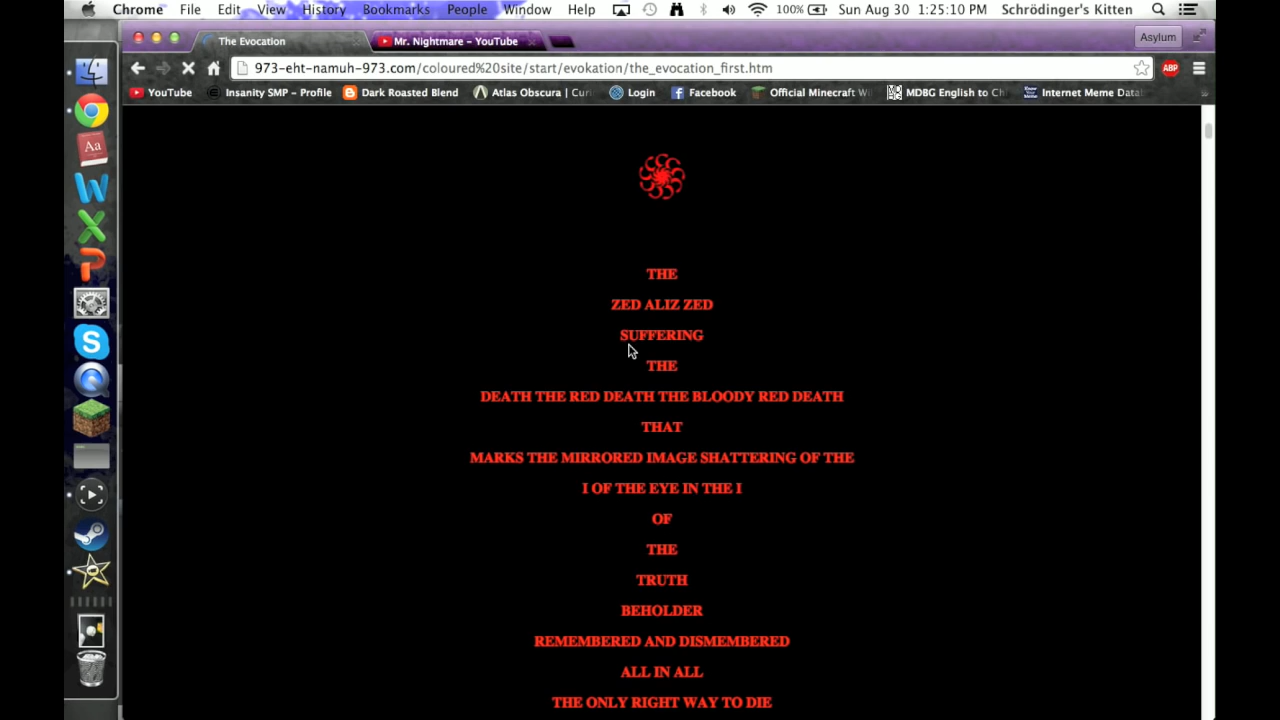 Chrome File Edit View History Bookmarks People Window Help 100% Sun Aug 30 1:25:10 PM Schrödinger's Kitten
The Evocation Mr. Nightmare – YouTube Asylum
973-eht-namuh-973.com/coloured%20site/start/evokation/the_evocation_first.htm ABP
YouTube Insanity SMP – Profile Dark Roasted Blend Atlas Obscura | Curi Login Facebook Official Minecraft W MDBG English to Ch Internet Meme Datab
THE
ZED ALIZ ZED
SUFFERING
THE
DEATH THE RED DEATH THE BLOODY RED DEATH
THAT
MARKS THE MIRRORED IMAGE SHATTERING OF THE
I OF THE EYE IN THE I
OF
THE
TRUTH
BEHOLDER
REMEMBERED AND DISMEMBERED
ALL IN ALL
THE ONLY RIGHT WAY TO DIE